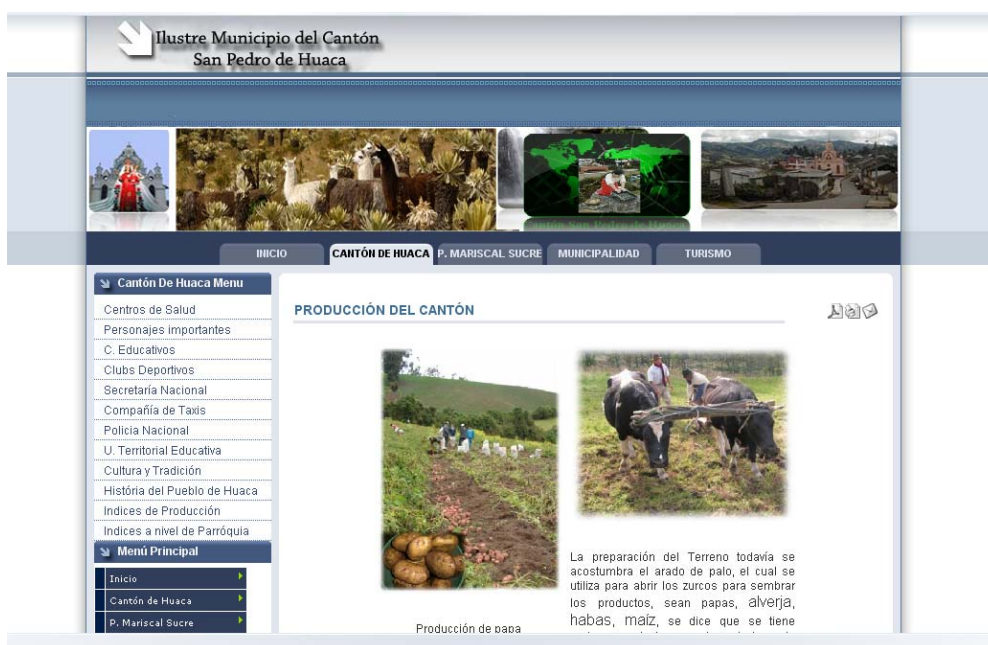 Ilustre Municipio del Cantón
San Pedro de Huaca
INICIO
CANTÓN DE HUACA
P. MARISCAL SUCRE
MUNICIPALIDAD
TURISMO
Cantón De Huaca Menu
Centros de Salud
Personajes importantes
C. Educativos
Clubs Deportivos
Secretaría Nacional
Compañía de Taxis
Policia Nacional
U. Territorial Educativa
Cultura y Tradición
História del Pueblo de Huaca
Indices de Producción
Indices a nivel de Parróquia
Menú Principal
Inicio
Cantón de Huaca
P. Mariscal Sucre
PRODUCCIÓN DEL CANTÓN
Producción de papa
La preparación del Terreno todavía se
acostumbra el arado de palo, el cual se
utiliza para abrir los zurcos para sembrar
los productos, sean papas, alverja,
habas, maíz, se dice que se tiene